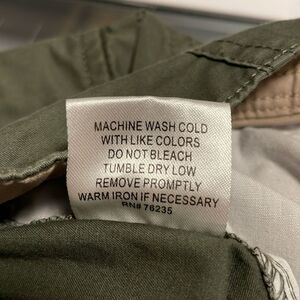 MACHINE WASH COLD
WITH LIKE COLORS
DO NOT BLEACH
TUMBLE DRY LOW
REMOVE PROMPTLY
WARM IRON IF NECESSARY
RN# 76235